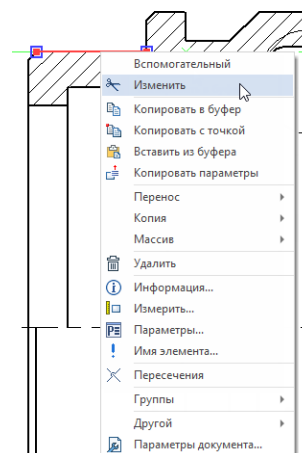 Вспомогательный
Изменить
Копировать в буфер
Копировать с точкой
Вставить из буфера
Копировать параметры
Перенос
Копия
Массив
Удалить
Информация...
Измерить...
Параметры...
Имя элемента...
Пересечения
Группы
Другой
Параметры документа...